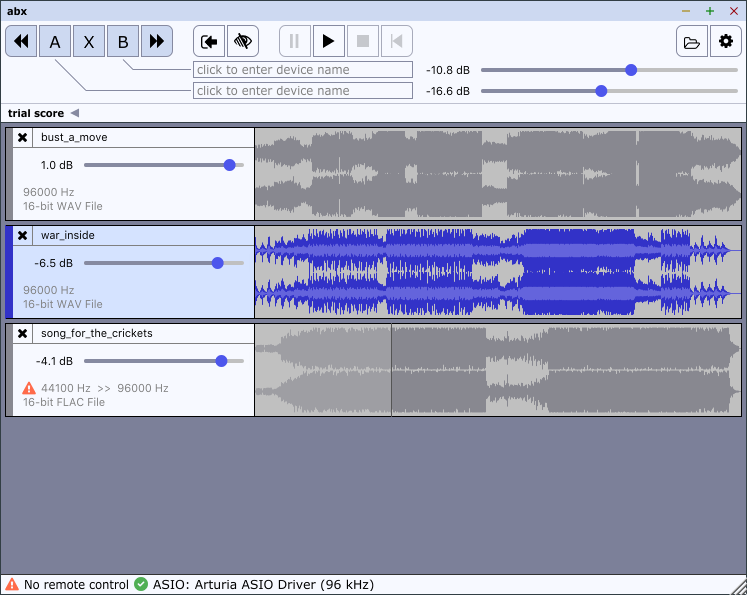 abx
A X B
click to enter device name -10.8 dB
click to enter device name -16.6 dB
trial score
bust_a_move
1.0 dB
96000 Hz
16-bit WAV File
war_inside
-6.5 dB
96000 Hz
16-bit WAV File
song_for_the_crickets
-4.1 dB
44100 Hz >> 96000 Hz
16-bit FLAC File
No remote control ASIO: Arturia ASIO Driver (96 kHz)